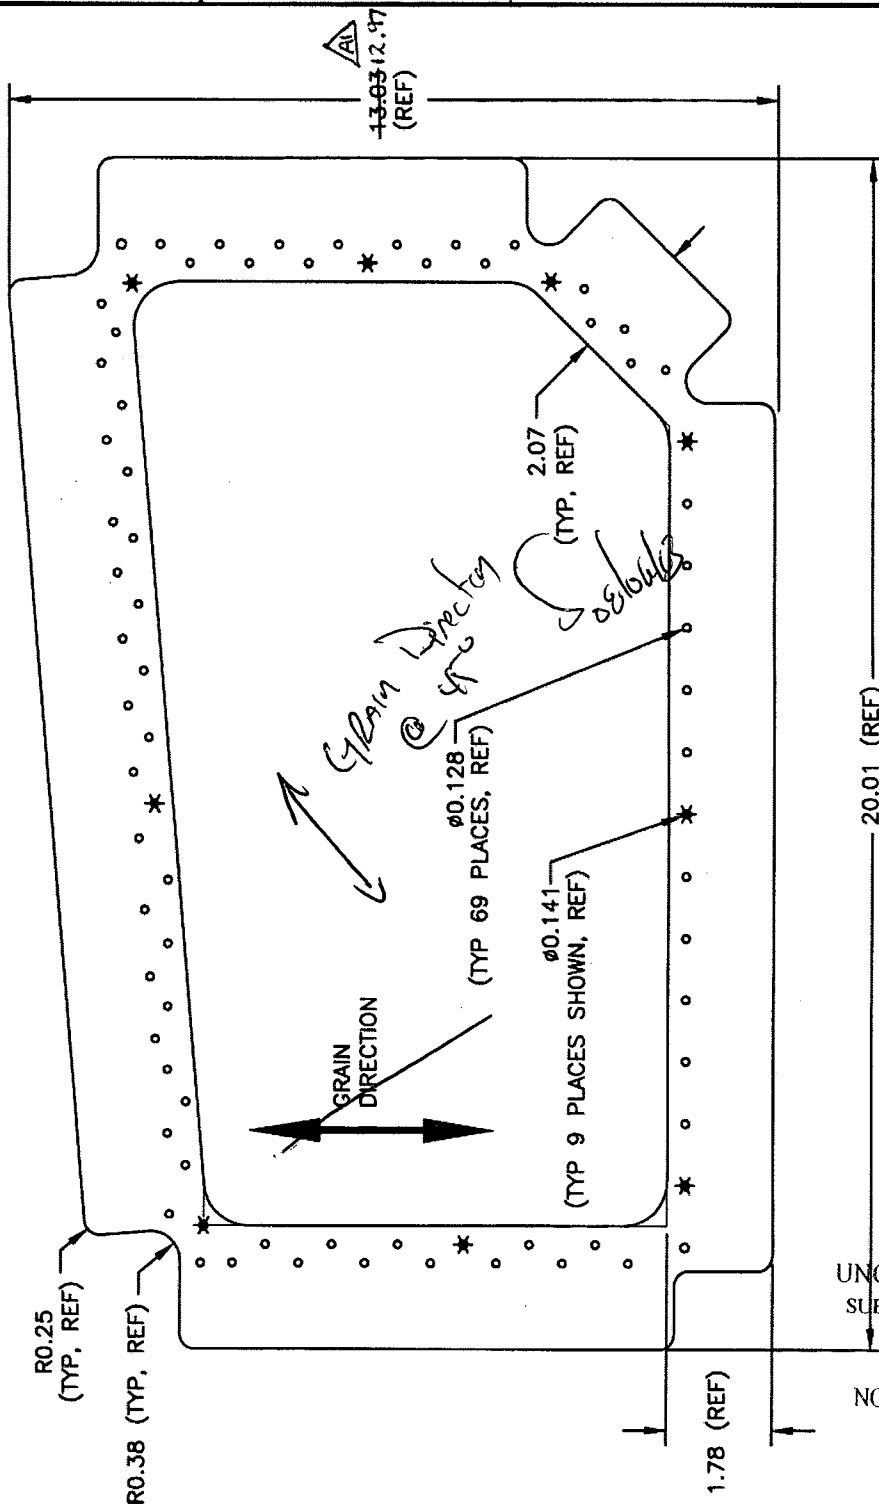 A1
13.03 12.97
(REF)
2.07
(TYP, REF)
GRAIN Direction
@ 45°
ø0.128
(TYP 69 PLACES, REF)
ø0.141
(TYP 9 PLACES SHOWN, REF)
GRAIN
DIRECTION
20.01 (REF)
R0.25
(TYP, REF)
R0.38 (TYP, REF)
1.78 (REF)